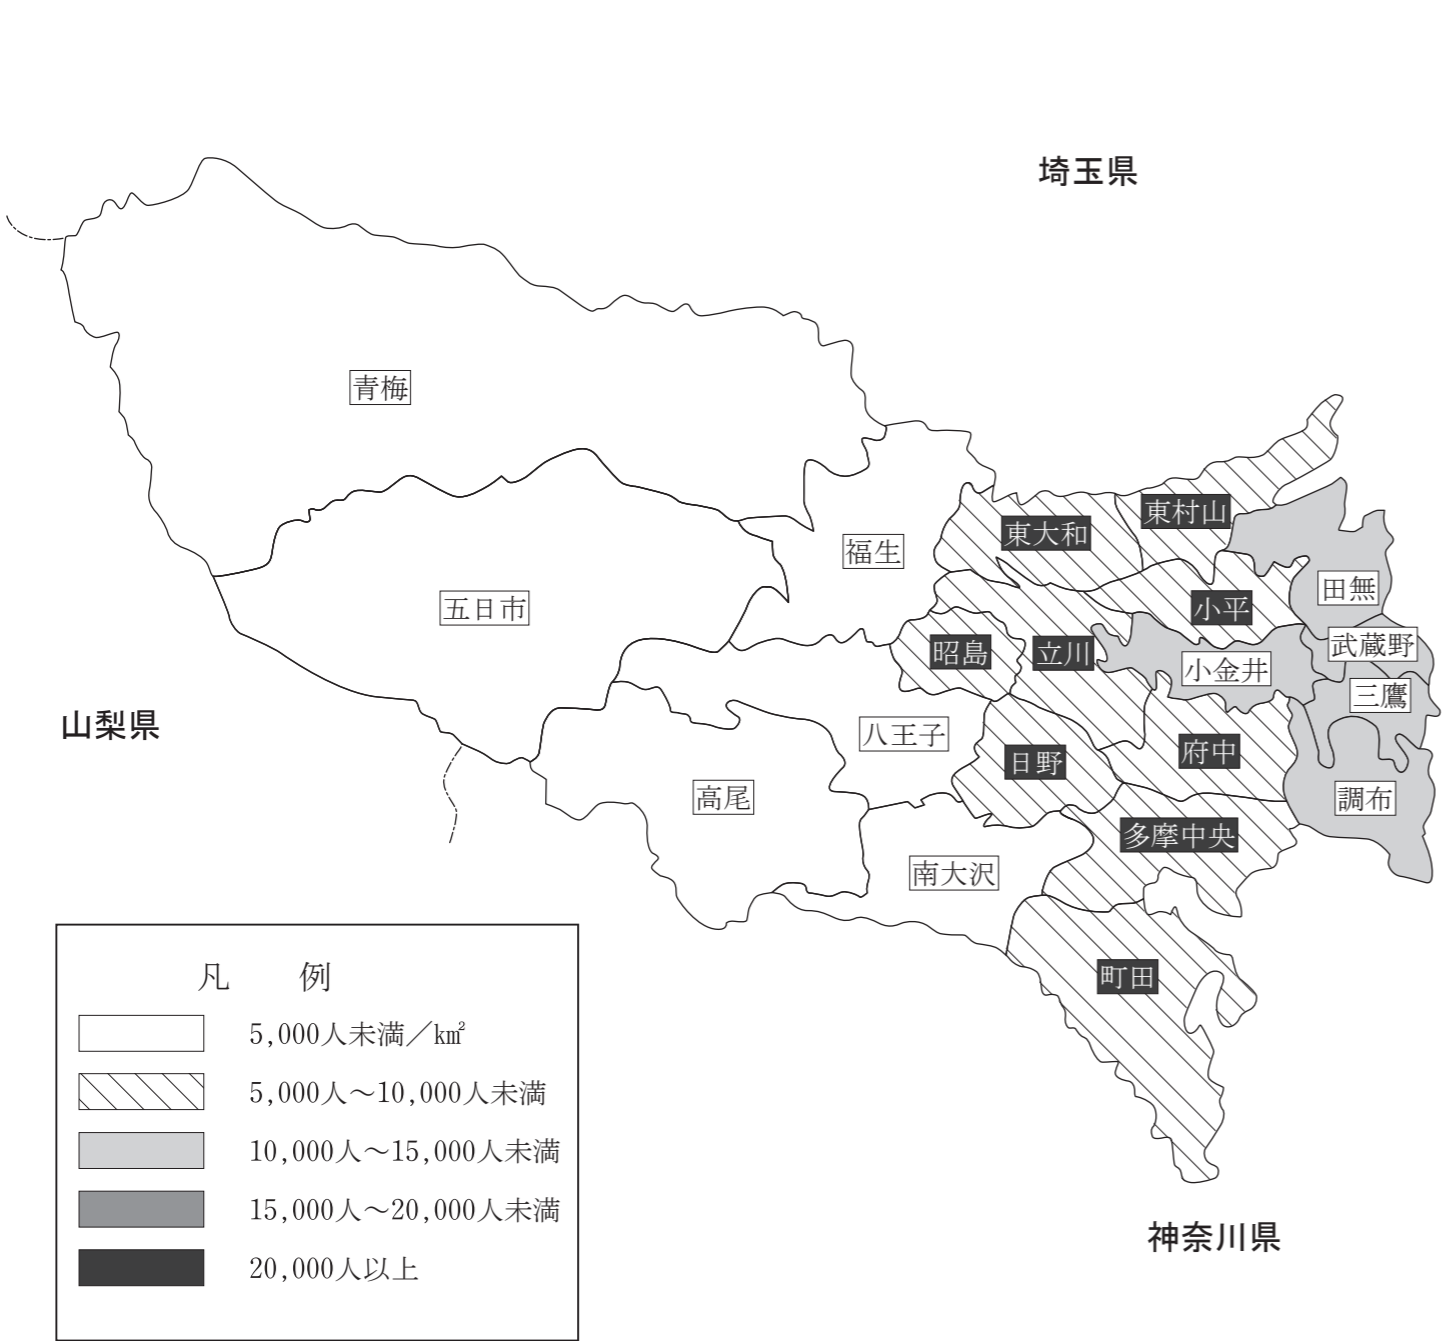 埼玉県
青梅
東村山
東大和
福生
田無
五日市
小平
武蔵野
昭島
立川
小金井
三鷹
山梨県
八王子
府中
日野
高尾
調布
多摩中央
南大沢
町田
凡 例
5,000人未満／㎢
5,000人～10,000人未満
10,000人～15,000人未満
15,000人～20,000人未満
20,000人以上
神奈川県